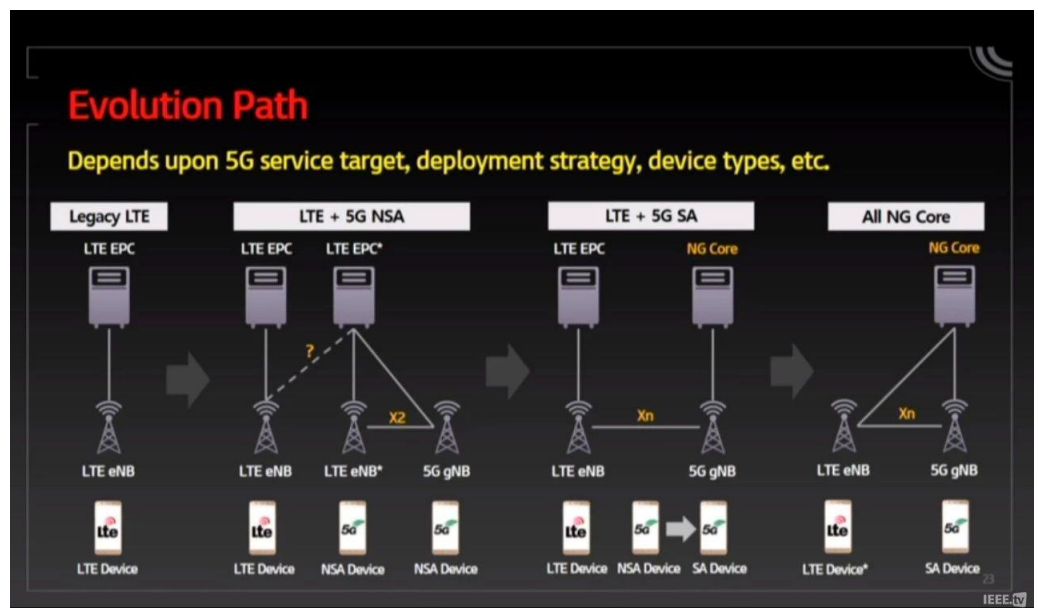 Evolution Path
Depends upon 5G service target, deployment strategy, device types, etc.
Legacy LTE
LTE + 5G NSA
LTE + 5G SA
All NG Core
LTE EPC
LTE EPC
LTE EPC*
LTE EPC
NG Core
NG Core
?
X2
Xn
Xn
LTE eNB
LTE eNB
LTE eNB*
5G gNB
LTE eNB
5G gNB
LTE eNB
5G gNB
lte
lte
5G
5G
lte
5G
5G
lte
5G
LTE Device
LTE Device
NSA Device
NSA Device
LTE Device
NSA Device
SA Device
LTE Device*
SA Device
23
IEEE.tv